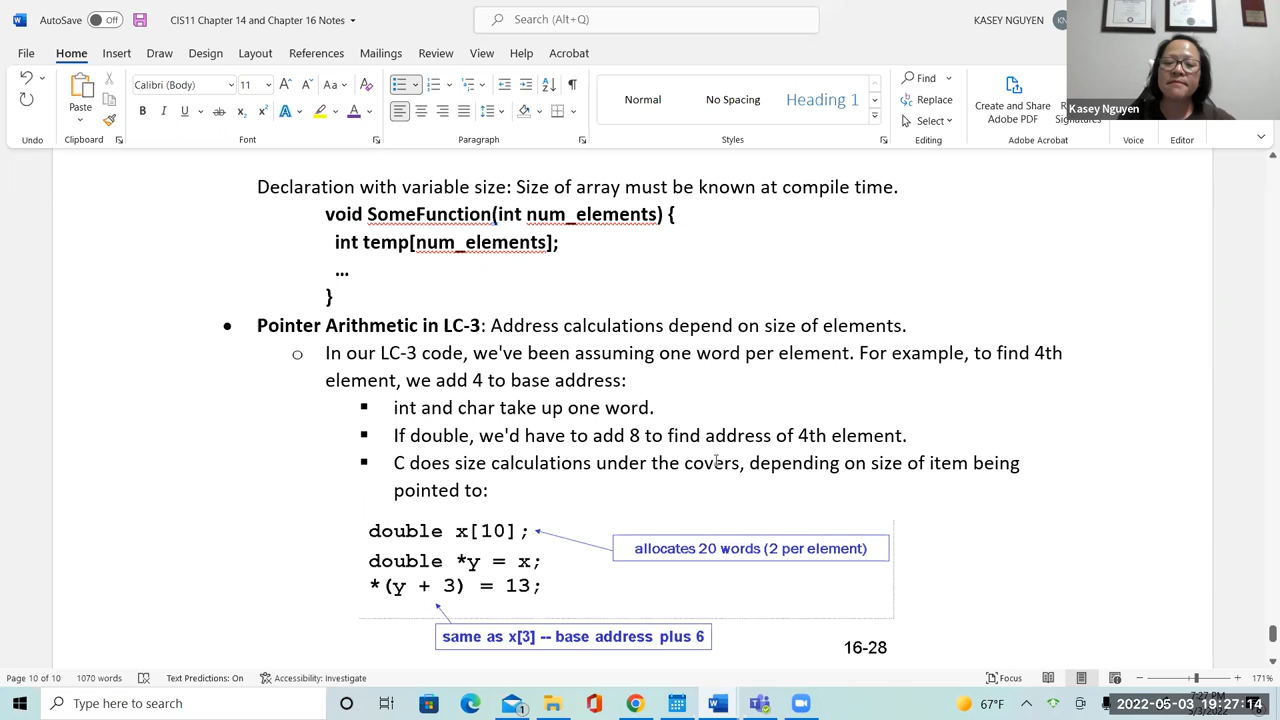 AutoSave Off CIS11 Chapter 14 and Chapter 16 Notes Search (Alt+Q) KASEY NGUYEN KN
File Home Insert Draw Design Layout References Mailings Review View Help Acrobat
Calibri (Body) 11 Aa Normal No Spacing Heading 1 Find
Paste Replace Create and Share
Select Adobe PDF
Undo Clipboard Font Paragraph Styles Editing Adobe Acrobat Voice Editor
Kasey Nguyen
Declaration with variable size: Size of array must be known at compile time.
void SomeFunction(int num_elements) {
int temp[num_elements];
…
}
Pointer Arithmetic in LC-3: Address calculations depend on size of elements.
In our LC-3 code, we've been assuming one word per element. For example, to find 4th
element, we add 4 to base address:
int and char take up one word.
If double, we'd have to add 8 to find address of 4th element.
C does size calculations under the covers, depending on size of item being
pointed to:
double x[10];
allocates 20 words (2 per element)
double *y = x;
*(y + 3) = 13;
same as x[3] -- base address plus 6
16-28
Page 10 of 10 1070 words Text Predictions: On Accessibility: Investigate Focus 171%
Type here to search 67°F
2022-05-03 19:27:14